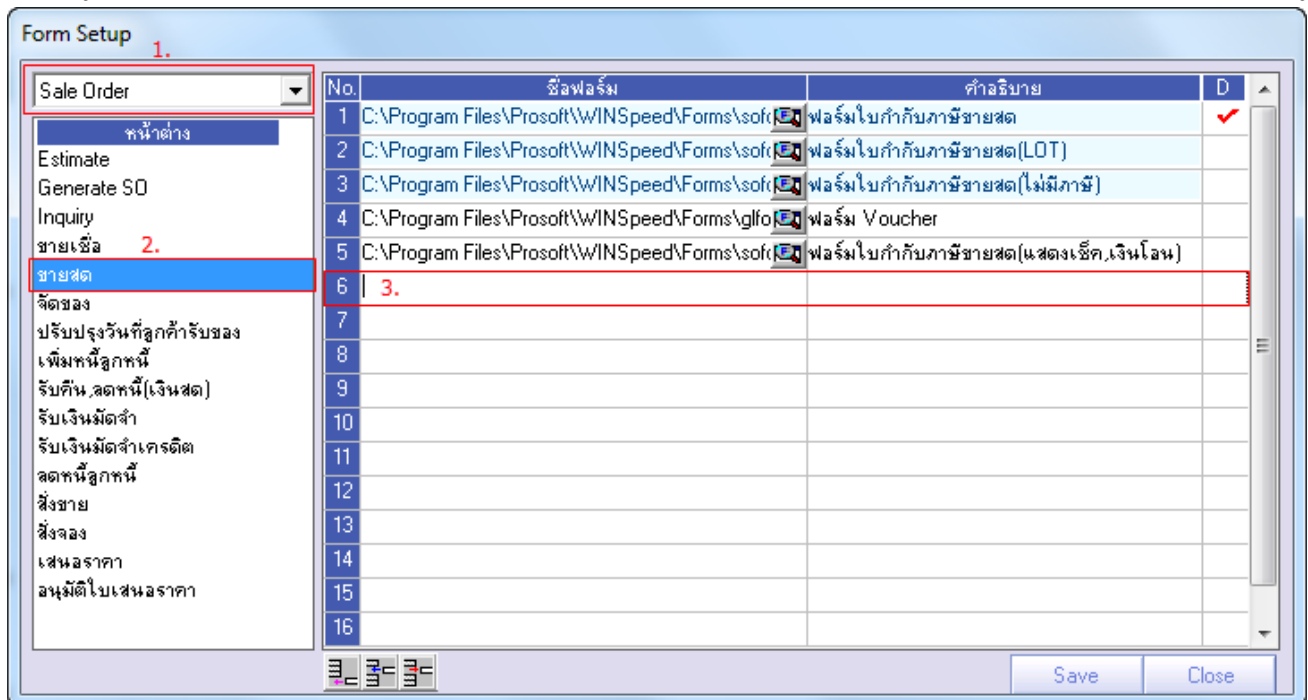 Form Setup
1.
Sale Order
หน้าต่าง
Estimate
Generate SO
Inquiry
ขายเชื่อ
2.
ขายสด
จัดของ
ปรับปรุงวันที่ลูกค้ารับของ
เพิ่มหนี้ลูกหนี้
รับคืน,ลดหนี้(เงินสด)
รับเงินมัดจำ
รับเงินมัดจำเครดิต
ลดหนี้ลูกหนี้
สั่งขาย
สั่งจอง
เสนอราคา
อนุมัติใบเสนอราคา
No. ชื่อฟอร์ม คำอธิบาย D
1 C:\Program Files\Prosoft\WINSpeed\Forms\sofo ฟอร์มใบกำกับภาษีขายสด
2 C:\Program Files\Prosoft\WINSpeed\Forms\sofo ฟอร์มใบกำกับภาษีขายสด(LOT)
3 C:\Program Files\Prosoft\WINSpeed\Forms\sofo ฟอร์มใบกำกับภาษีขายสด(ไม่มีภาษี)
4 C:\Program Files\Prosoft\WINSpeed\Forms\glfo ฟอร์ม Voucher
5 C:\Program Files\Prosoft\WINSpeed\Forms\sofo ฟอร์มใบกำกับภาษีขายสด(แสดงเช็ค,เงินโอน)
6 3.
7
8
9
10
11
12
13
14
15
16
Save Close